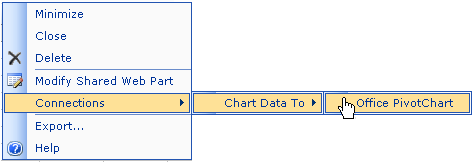 Minimize
Close
Delete
Modify Shared Web Part
Connections Chart Data To Office PivotChart
Export...
Help